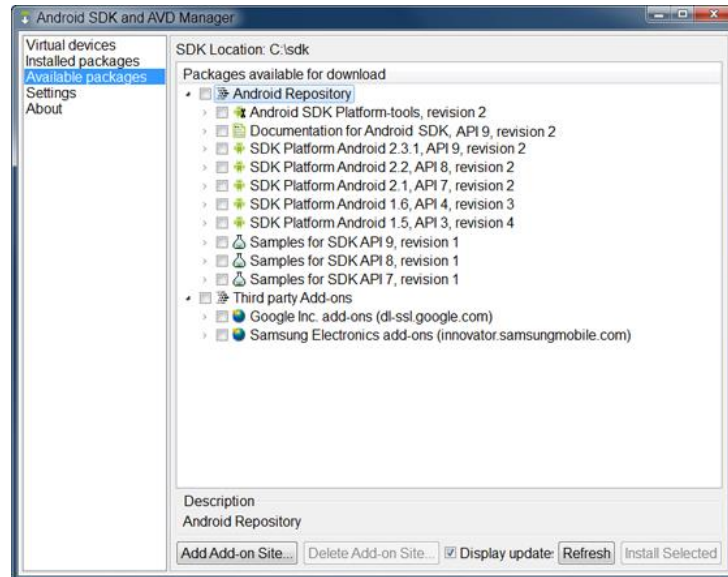 Android SDK and AVD Manager
Virtual devices
Installed packages
Available packages
Settings
About
SDK Location: C:\sdk
Packages available for download
Android Repository
Android SDK Platform-tools, revision 2
Documentation for Android SDK, API 9, revision 2
SDK Platform Android 2.3.1, API 9, revision 2
SDK Platform Android 2.2, API 8, revision 2
SDK Platform Android 2.1, API 7, revision 2
SDK Platform Android 1.6, API 4, revision 3
SDK Platform Android 1.5, API 3, revision 4
Samples for SDK API 9, revision 1
Samples for SDK API 8, revision 1
Samples for SDK API 7, revision 1
Third party Add-ons
Google Inc. add-ons (dl-ssl.google.com)
Samsung Electronics add-ons (innovator.samsungmobile.com)
Description
Android Repository
Add Add-on Site... Delete Add-on Site... Display update: Refresh Install Selected